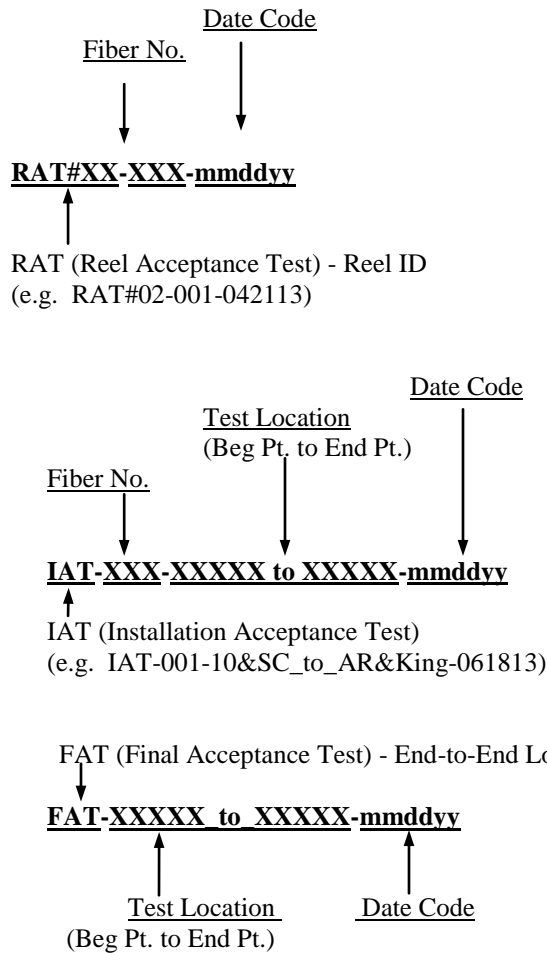 Date Code
Fiber No.
RAT#XX-XXX-mmddyy
RAT (Reel Acceptance Test) - Reel ID
(e.g.  RAT#02-001-042113)
Date Code
Test Location
(Beg Pt. to End Pt.)
Fiber No.
IAT-XXX-XXXXX to XXXXX-mmddyy
IAT (Installation Acceptance Test)
(e.g.  IAT-001-10&SC_to_AR&King-061813)
FAT (Final Acceptance Test) - End-to-End
FAT-XXXXX_to_XXXXX-mmddyy
Test Location   Date Code
(Beg Pt. to End Pt.)